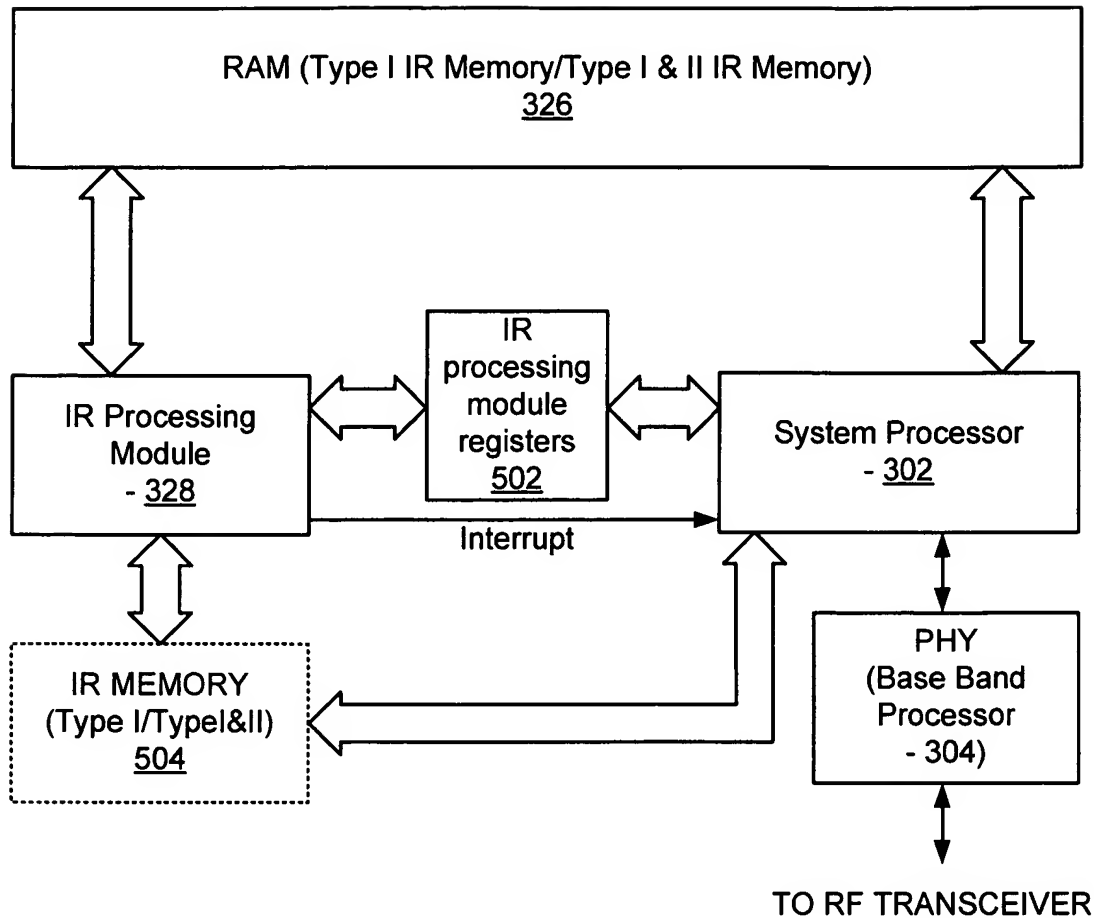 RAM (Type I IR Memory/Type I & II IR Memory)
326
IR
processing
module
registers
502
IR Processing
Module
- 328
System Processor
- 302
Interrupt
IR MEMORY
(Type I/TypeI&II)
504
PHY
(Base Band
Processor
- 304)
TO RF TRANSCEIVER